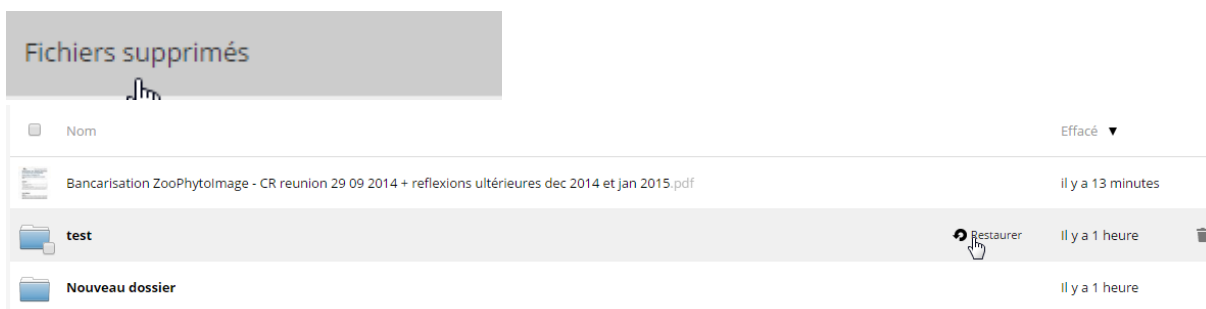 Fichiers supprimés
Nom Effacé ▼
Bancarisation ZooPhytoImage - CR reunion 29 09 2014 + reflexions ultérieures dec 2014 et jan 2015.pdf il y a 13 minutes
test Restaurer Il y a 1 heure
Nouveau dossier Il y a 1 heure